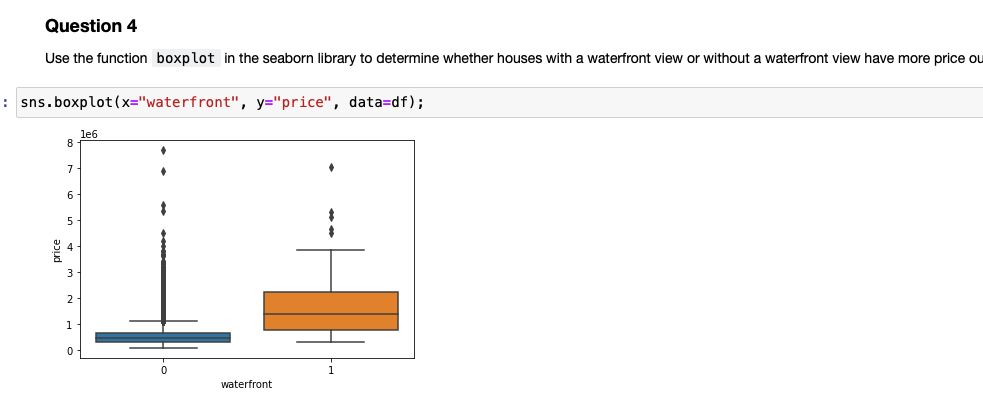 Question 4
Use the function boxplot in the seaborn library to determine whether houses with a waterfront view or without a waterfront view have more price ou
: sns.boxplot(x="waterfront", y="price", data=df);
1e6
8
7
6
5
4
3
2
1
0
price
0 1
waterfront